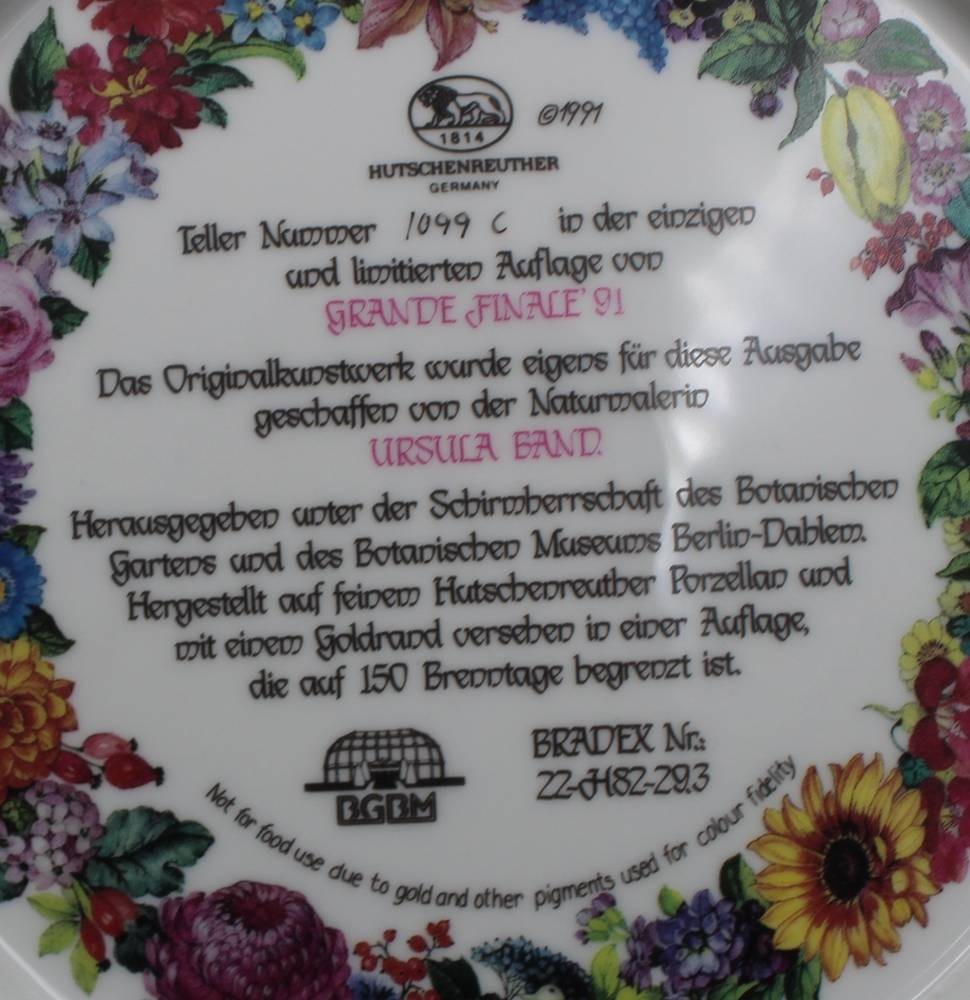 1814
©1991
HUTSCHENREUTHER
GERMANY
Teller Nummer 1099 C in der einzigen
und limitierten Auflage von
GRANDE FINALE' 91
Das Originalkunstwerk wurde eigens für diese Ausgabe
geschaffen von der Naturmalerin
URSULA BAND.
Herausgegeben unter der Schirmherrschaft des Botanischen
Gartens und des Botanischen Museums Berlin-Dahlem.
Hergestellt auf feinem Hutschenreuther Porzellan und
mit einem Goldrand versehen in einer Auflage,
die auf 150 Brenntage begrenzt ist.
BGBM
BRADEX Nr.:
22-H82-29.3
Not for food use due to gold and other pigments used for colour fidelity